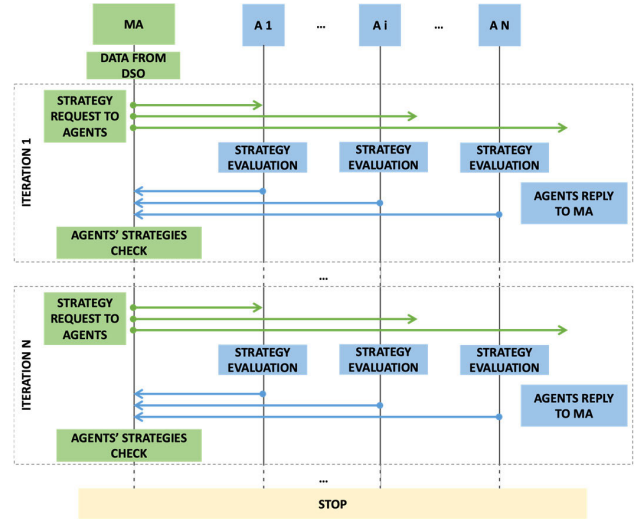 MA
A 1
...
A i
...
A N
DATA FROM
DSO
ITERATION 1
STRATEGY
REQUEST TO
AGENTS
STRATEGY
EVALUATION
STRATEGY
EVALUATION
STRATEGY
EVALUATION
AGENTS REPLY
TO MA
AGENTS’ STRATEGIES
CHECK
...
ITERATION N
STRATEGY
REQUEST TO
AGENTS
STRATEGY
EVALUATION
STRATEGY
EVALUATION
STRATEGY
EVALUATION
AGENTS REPLY
TO MA
AGENTS’ STRATEGIES
CHECK
...
STOP